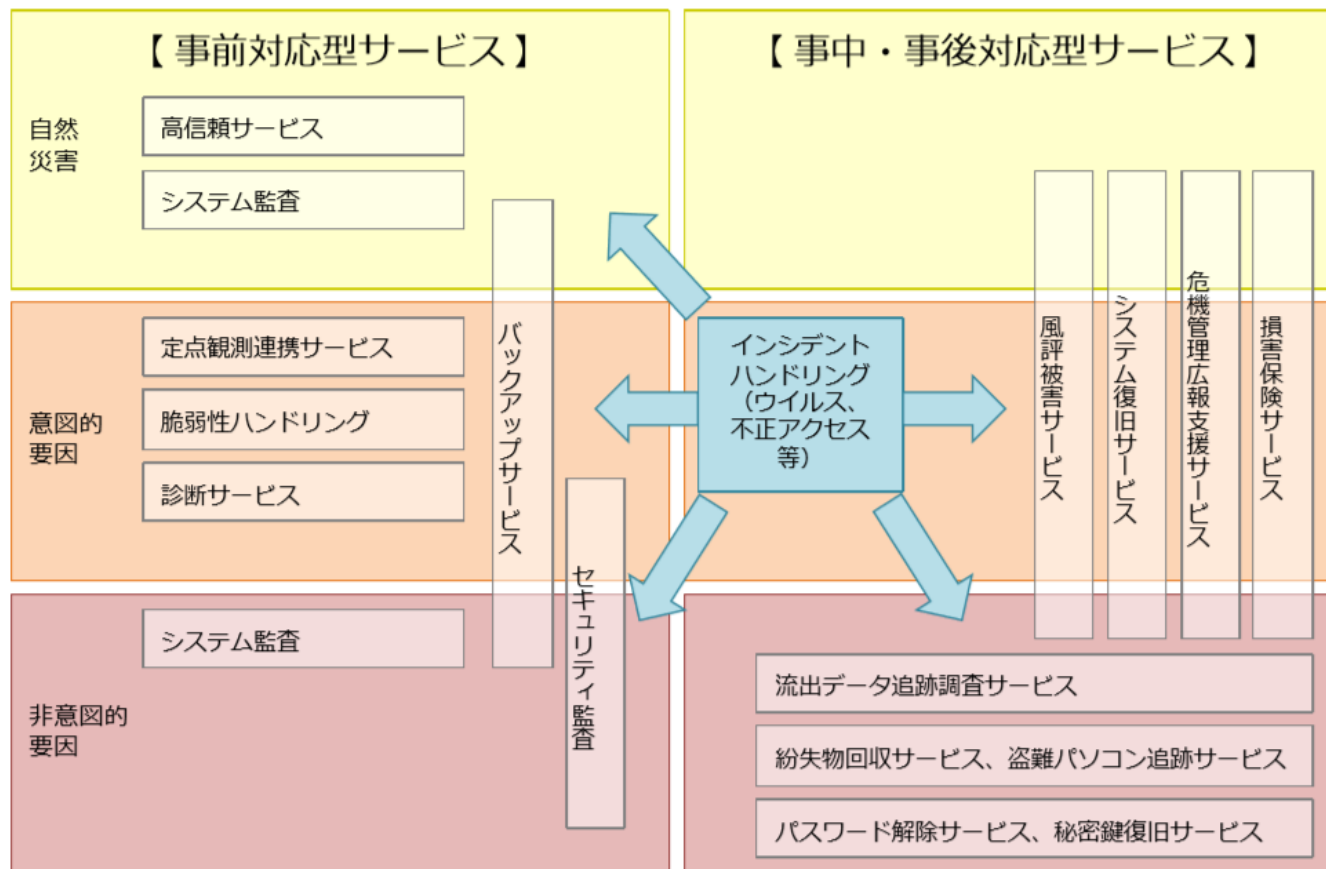 【 事前対応型サービス 】
【 事中・事後対応型サービス 】
自然
災害
高信頼サービス
システム監査
意図的
要因
定点観測連携サービス
脆弱性ハンドリング
診断サービス
バックアップサービス
セキュリティ監査
インシデント
ハンドリング
（ウイルス、
不正アクセス
等）
風評被害サービス
システム復旧サービス
危機管理広報支援サービス
損害保険サービス
非意図的
要因
システム監査
流出データ追跡調査サービス
紛失物回収サービス、盗難パソコン追跡サービス
パスワード解除サービス、秘密鍵復旧サービス